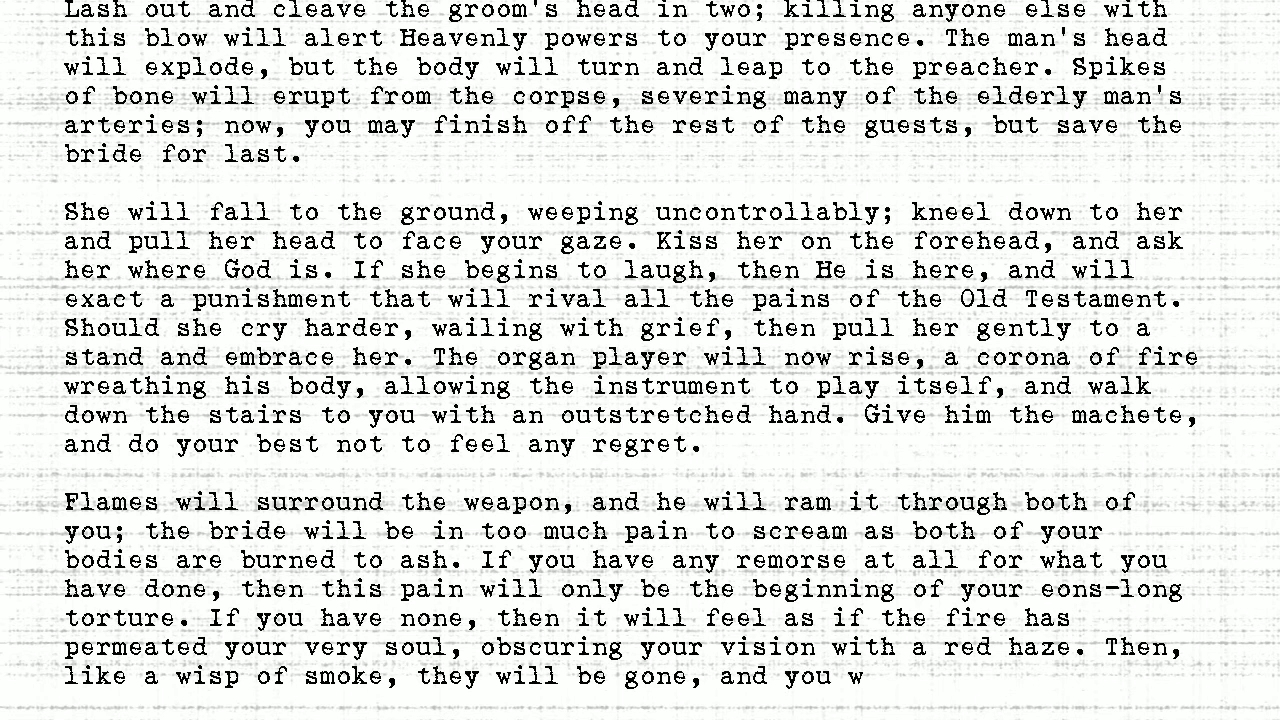 Lash out and cleave the groom's head in two; killing anyone else with
this blow will alert Heavenly powers to your presence. The man's head
will explode, but the body will turn and leap to the preacher. Spikes
of bone will erupt from the corpse, severing many of the elderly man's
arteries; now, you may finish off the rest of the guests, but save the
bride for last.
She will fall to the ground, weeping uncontrollably; kneel down to her
and pull her head to face your gaze. Kiss her on the forehead, and ask
her where God is. If she begins to laugh, then He is here, and will
exact a punishment that will rival all the pains of the Old Testament.
Should she cry harder, wailing with grief, then pull her gently to a
stand and embrace her. The organ player will now rise, a corona of fire
wreathing his body, allowing the instrument to play itself, and walk
down the stairs to you with an outstretched hand. Give him the machete,
and do your best not to feel any regret.
Flames will surround the weapon, and he will ram it through both of
you; the bride will be in too much pain to scream as both of your
bodies are burned to ash. If you have any remorse at all for what you
have done, then this pain will only be the beginning of your eons-long
torture. If you have none, then it will feel as if the fire has
permeated your very soul, obscuring your vision with a red haze. Then,
like a wisp of smoke, they will be gone, and you w